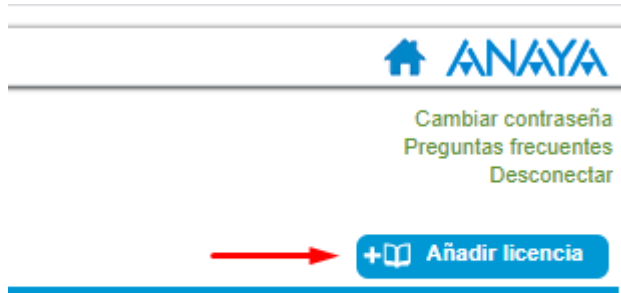 ANAYA
Cambiar contraseña
Preguntas frecuentes
Desconectar
Añadir licencia